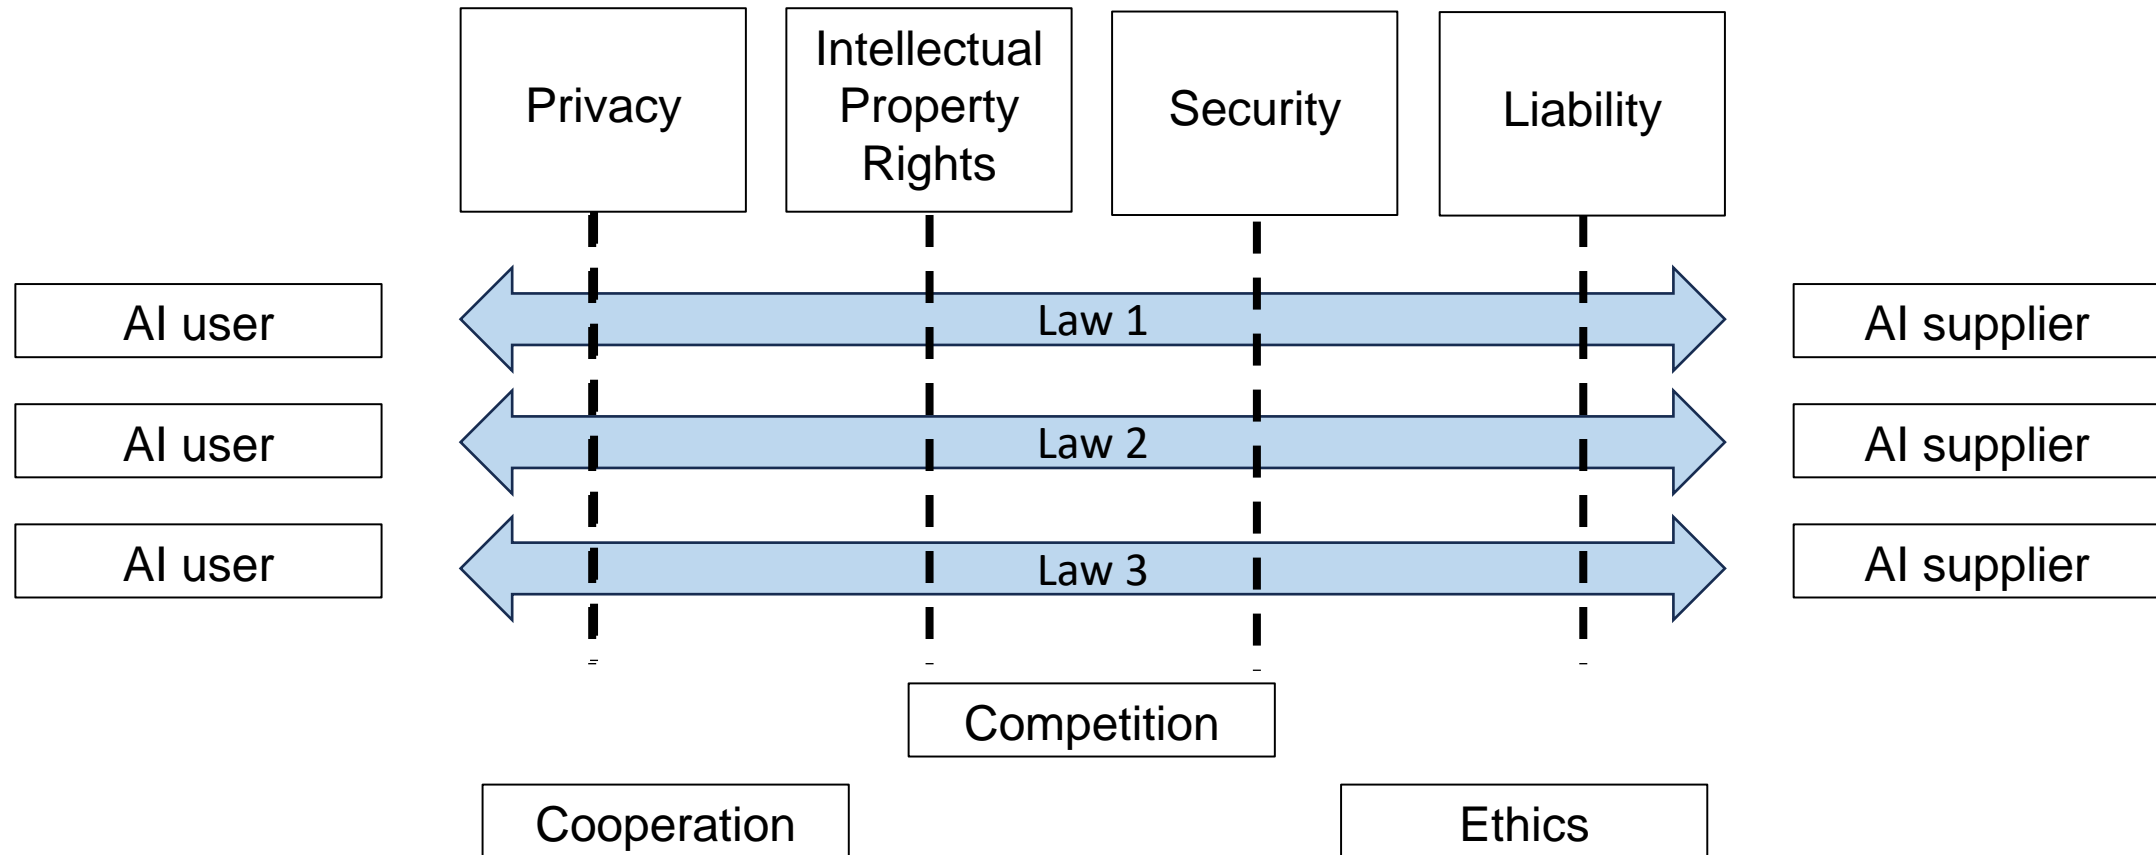 Privacy
Intellectual
Property
Rights
Security
Liability
AI user
Law 1
AI supplier
AI user
Law 2
AI supplier
AI user
Law 3
AI supplier
Competition
Cooperation
Ethics